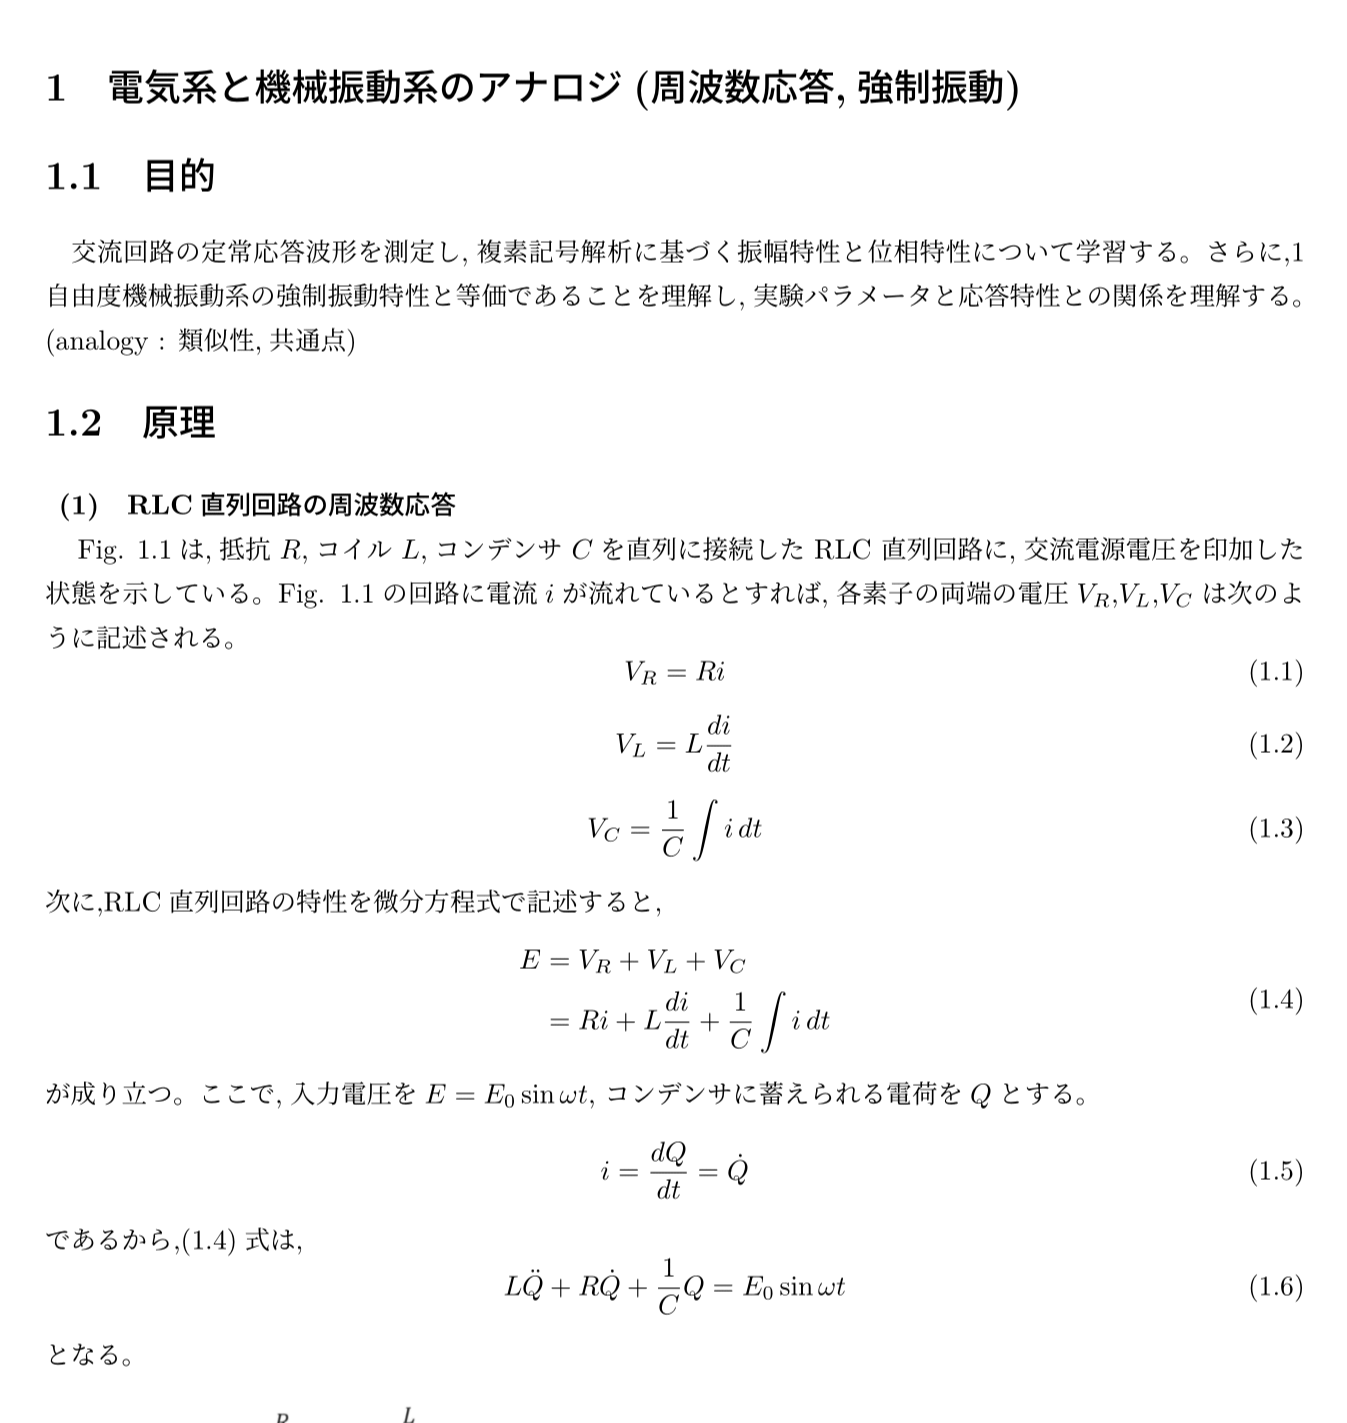 1 電気系と機械振動系のアナロジ (周波数応答, 強制振動)
1.1 目的
交流回路の定常応答波形を測定し, 複素記号解析に基づく振幅特性と位相特性について学習する。さらに,1
自由度機械振動系の強制振動特性と等価であることを理解し, 実験パラメータと応答特性との関係を理解する。
(analogy : 類似性, 共通点)
1.2 原理
(1) RLC 直列回路の周波数応答
Fig. 1.1 は, 抵抗 R, コイル L, コンデンサ C を直列に接続した RLC 直列回路に, 交流電源電圧を印加した
状態を示している。Fig. 1.1 の回路に電流 i が流れているとすれば, 各素子の両端の電圧 V_R,V_L,V_C は次のよ
うに記述される。
V_R = Ri (1.1)
V_L = L\frac{di}{dt} (1.2)
V_C = \frac{1}{C} ∫ i dt (1.3)
次に,RLC 直列回路の特性を微分方程式で記述すると,
E = V_R + V_L + V_C
= Ri + L\frac{di}{dt} + \frac{1}{C} ∫ i dt (1.4)
が成り立つ。ここで, 入力電圧を E = E_0 sin ωt, コンデンサに蓄えられる電荷を Q とする。
i = \frac{dQ}{dt} = \dot{Q} (1.5)
であるから,(1.4) 式は,
L\ddot{Q} + R\dot{Q} + \frac{1}{C}Q = E_0 sin ωt (1.6)
となる。
R L